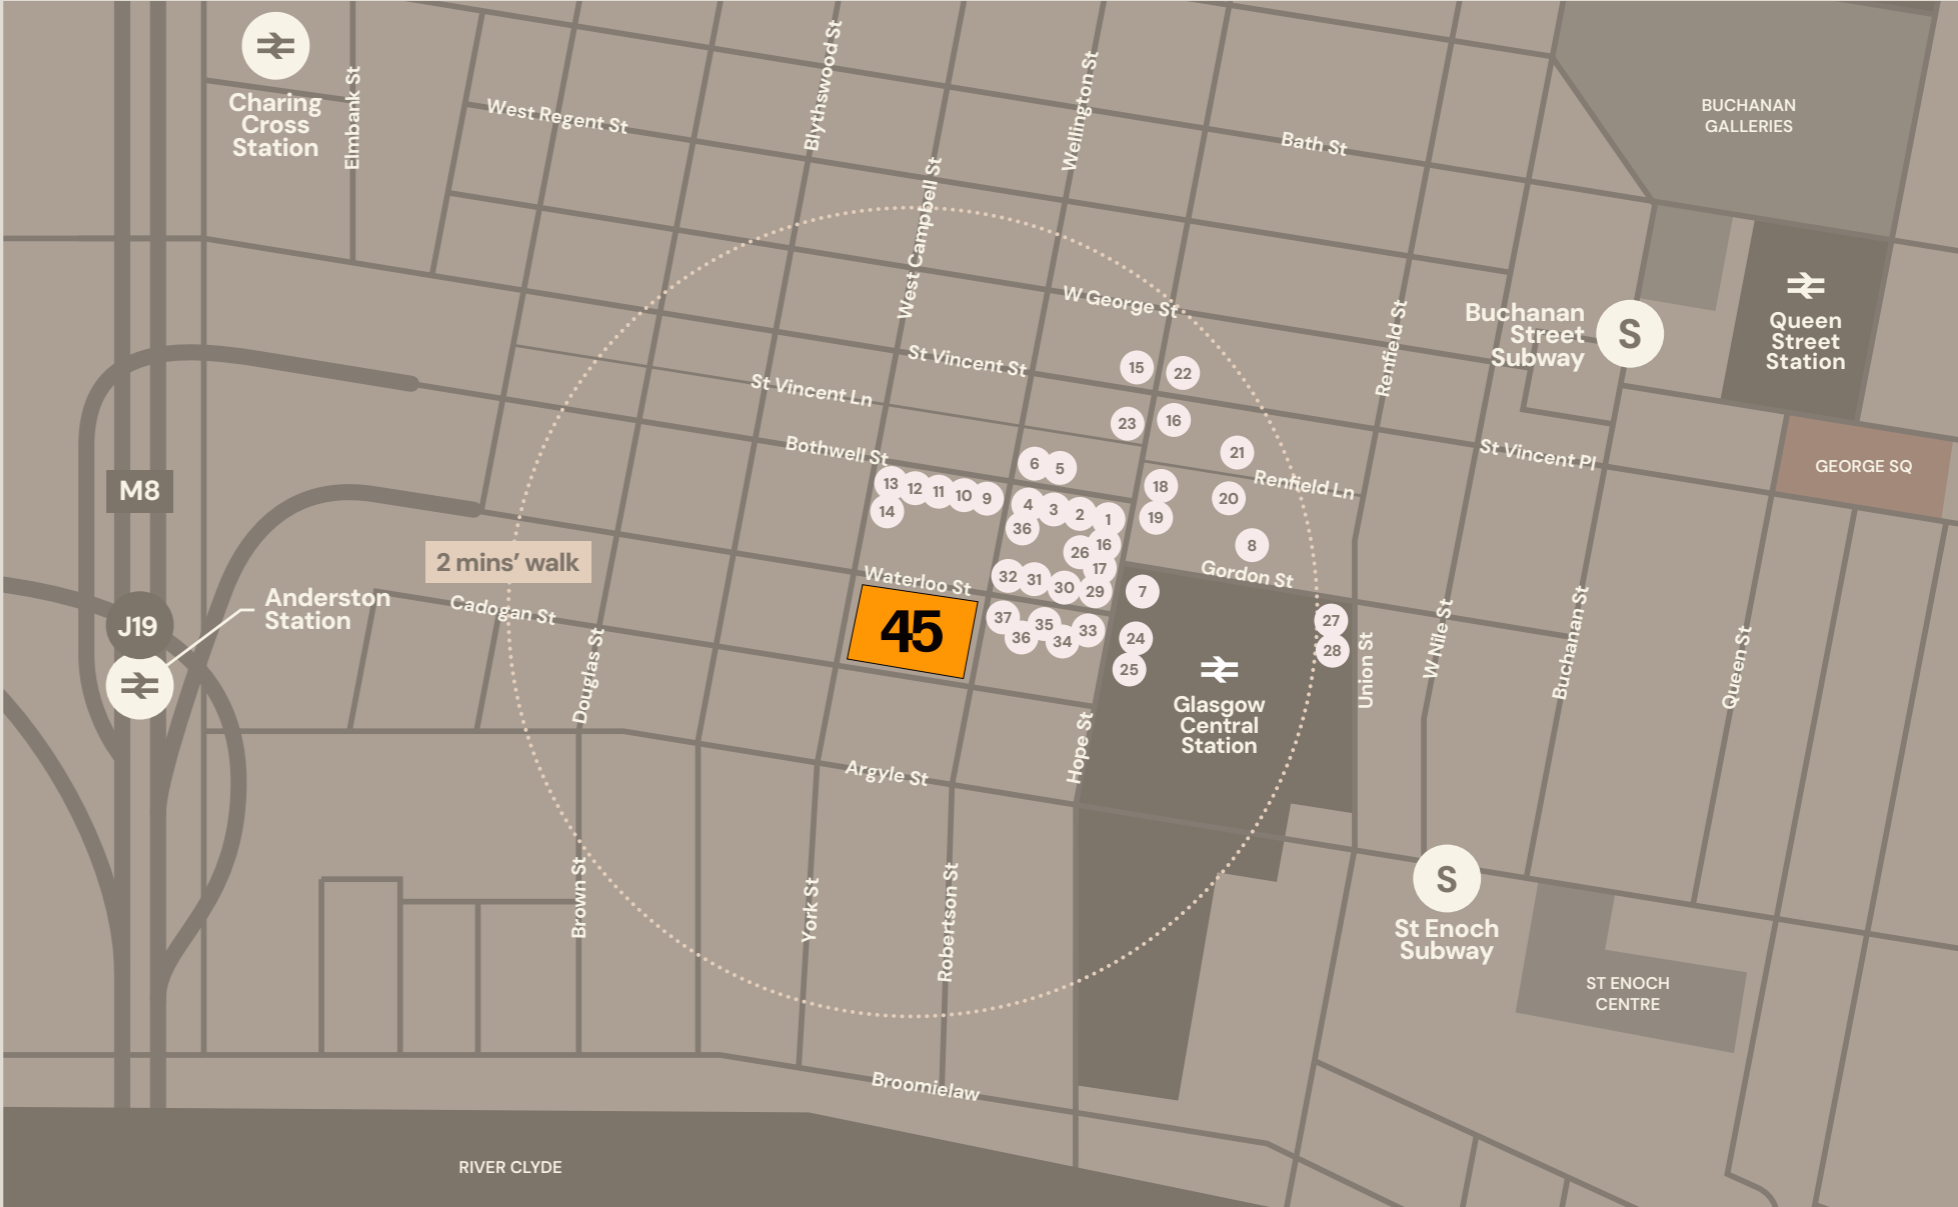 Charing
Cross
Station
Elmbank St
West Regent St
Blythswood St
West Campbell St
Wellington St
Bath St
BUCHANAN
GALLERIES
W George St
St Vincent St
St Vincent Ln
Bothwell St
Renfield St
Buchanan
Street
Subway
S
Queen
Street
Station
St Vincent Pl
GEORGE SQ
15
22
23
16
21
6
5
Renfield Ln
18
20
19
8
13
12
11
10
9
14
4
3
2
1
36
16
26
17
32
31
30
29
7
Gordon St
M8
2 mins’ walk
Waterloo St
Cadogan St
45
37
35
33
36
34
24
25
27
28
Anderston
Station
J19
Douglas St
Glasgow
Central
Station
Union St
W Nile St
Buchanan St
Queen St
Hope St
Argyle St
Brown St
York St
Robertson St
S
St Enoch
Subway
ST ENOCH
CENTRE
Broomielaw
RIVER CLYDE